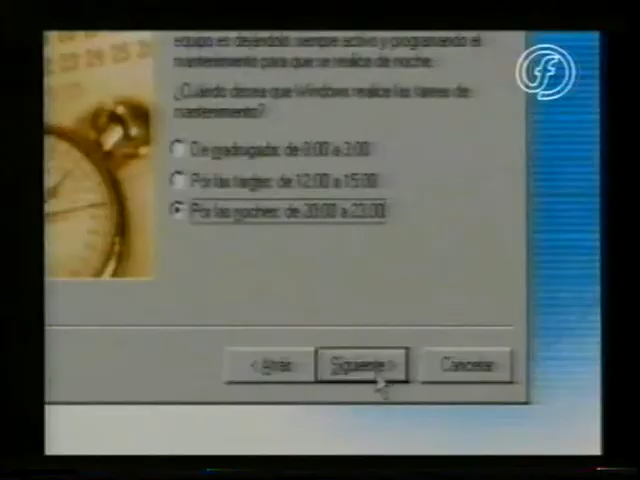 equipo es dejándolo siempre activo y programando el
mantenimiento para que se realice de noche.
¿Cuándo desea que Windows realice las tareas de
mantenimiento?
De madrugada: de 0:00 a 3:00
Por las tardes: de 12:00 a 15:00
Por las noches: de 20:00 a 23:00
< Atrás
Siguiente >
Cancelar